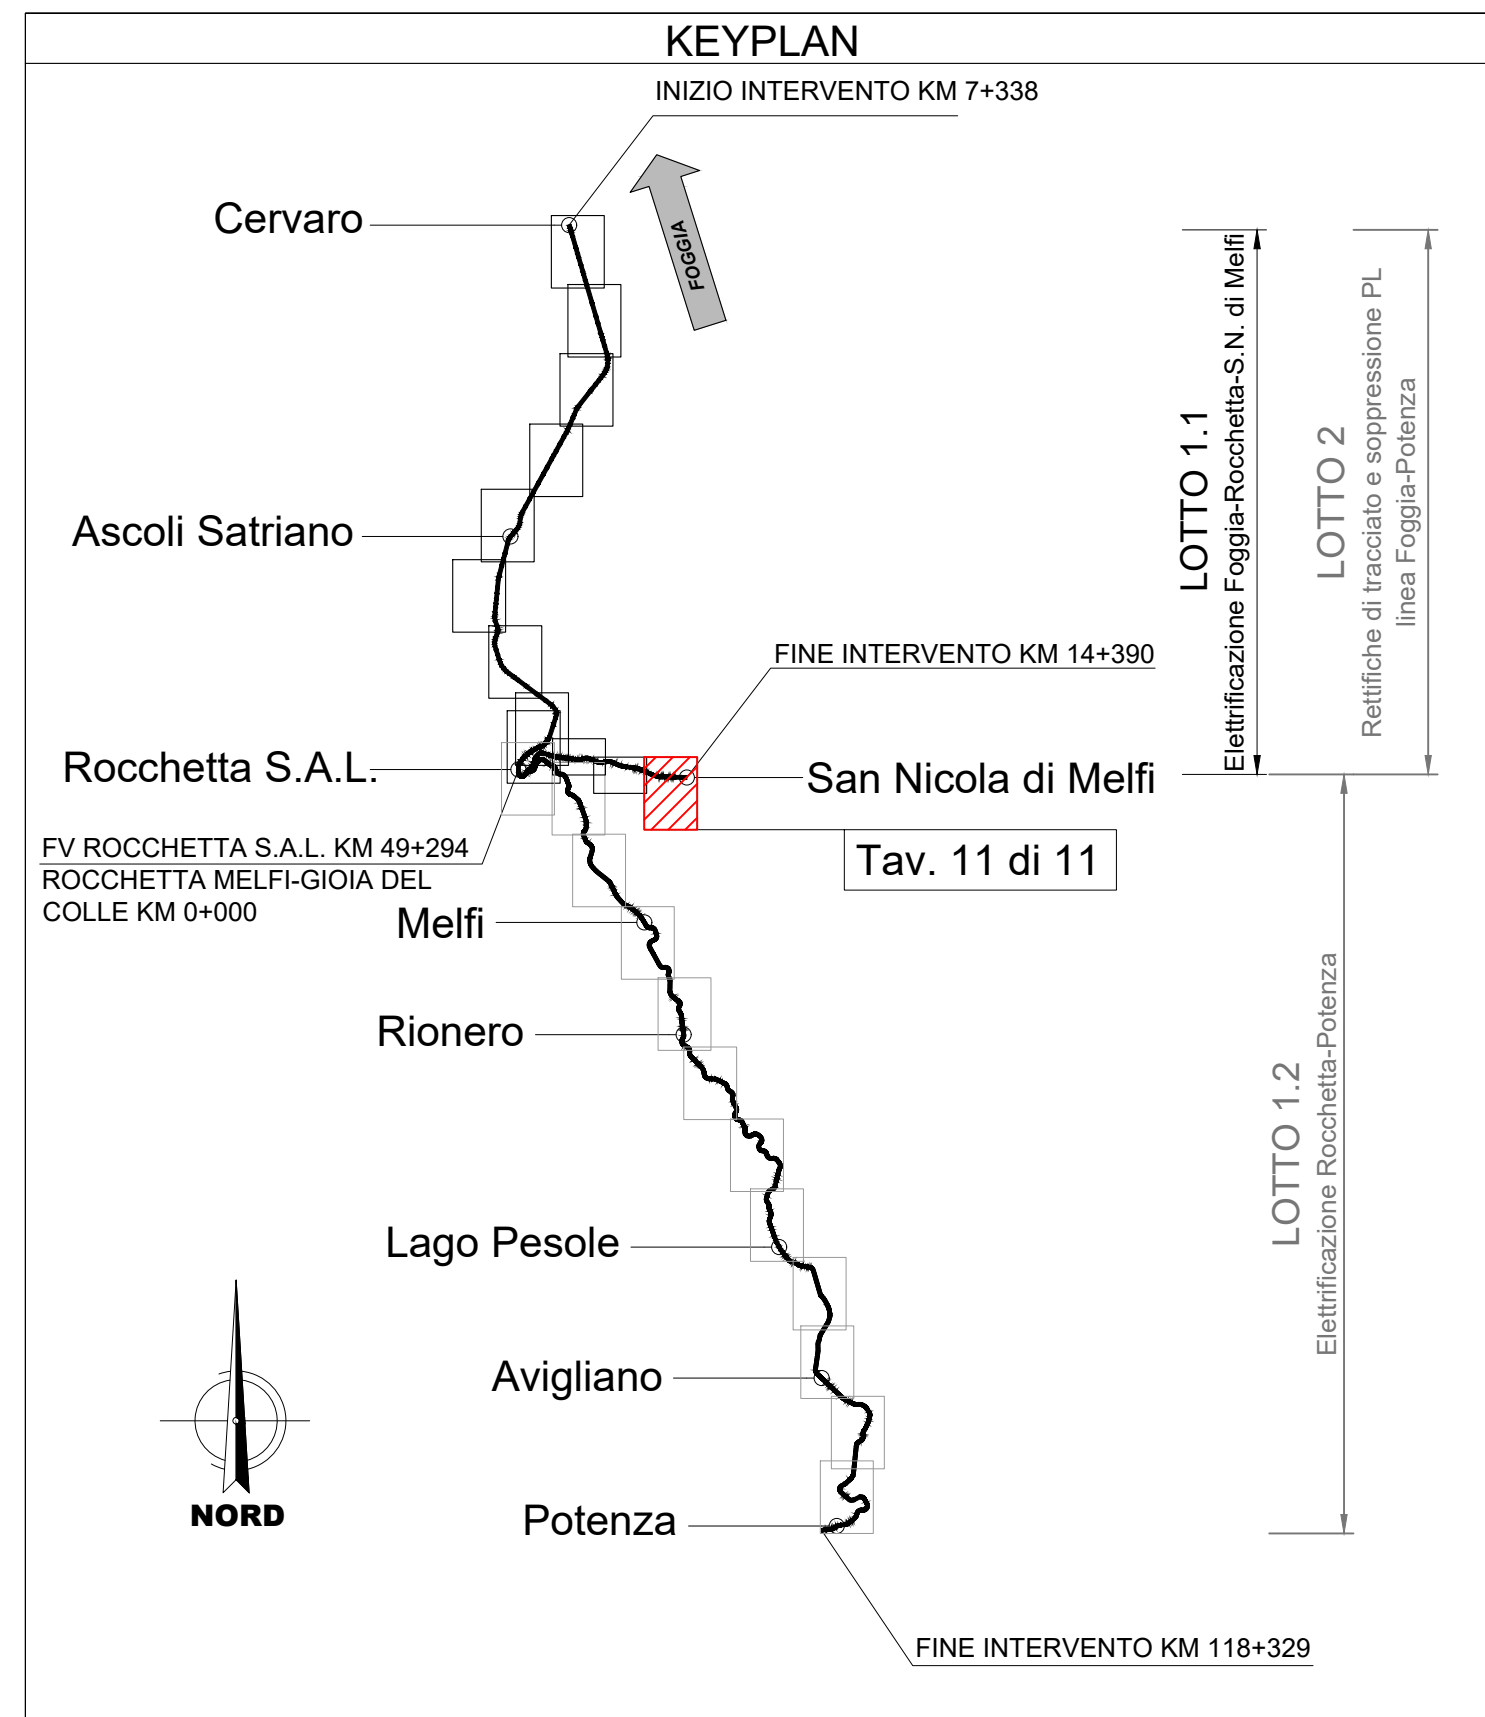 KEYPLAN
INIZIO INTERVENTO KM 7+338
Cervaro
FOGGIA
LOTTO 1.1
Elettrificazione Foggia-Rocchetta-S.N. di Melfi
LOTTO 2
Rettifiche di tracciato e soppressione PL
linea Foggia-Potenza
Ascoli Satriano
FINE INTERVENTO KM 14+390
Rocchetta S.A.L.
San Nicola di Melfi
FV ROCCHETTA S.A.L. KM 49+294
ROCCHETTA MELFI-GIOIA DEL
COLLE KM 0+000
Tav. 11 di 11
Melfi
Rionero
LOTTO 1.2
Elettrificazione Rocchetta-Potenza
Lago Pesole
Avigliano
NORD
Potenza
FINE INTERVENTO KM 118+329